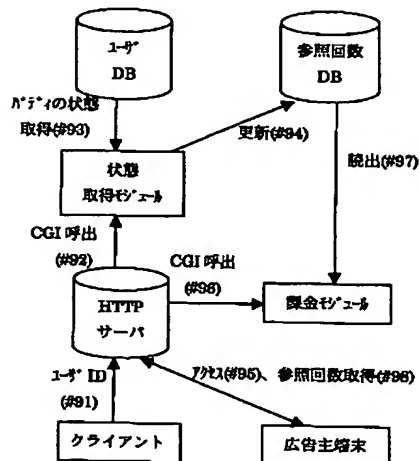 ユーザ
DB
参照回数
DB
バディの状態
取得(#93)
更新(#94)
読出(#97)
状態
取得モジュール
CGI 呼出
(#92)
CGI 呼出
(#96)
HTTP
サーバ
課金モジュール
ユーザ ID
(#91)
アクセス(#95)、参照回数取得(#98)
クライアント
広告主端末